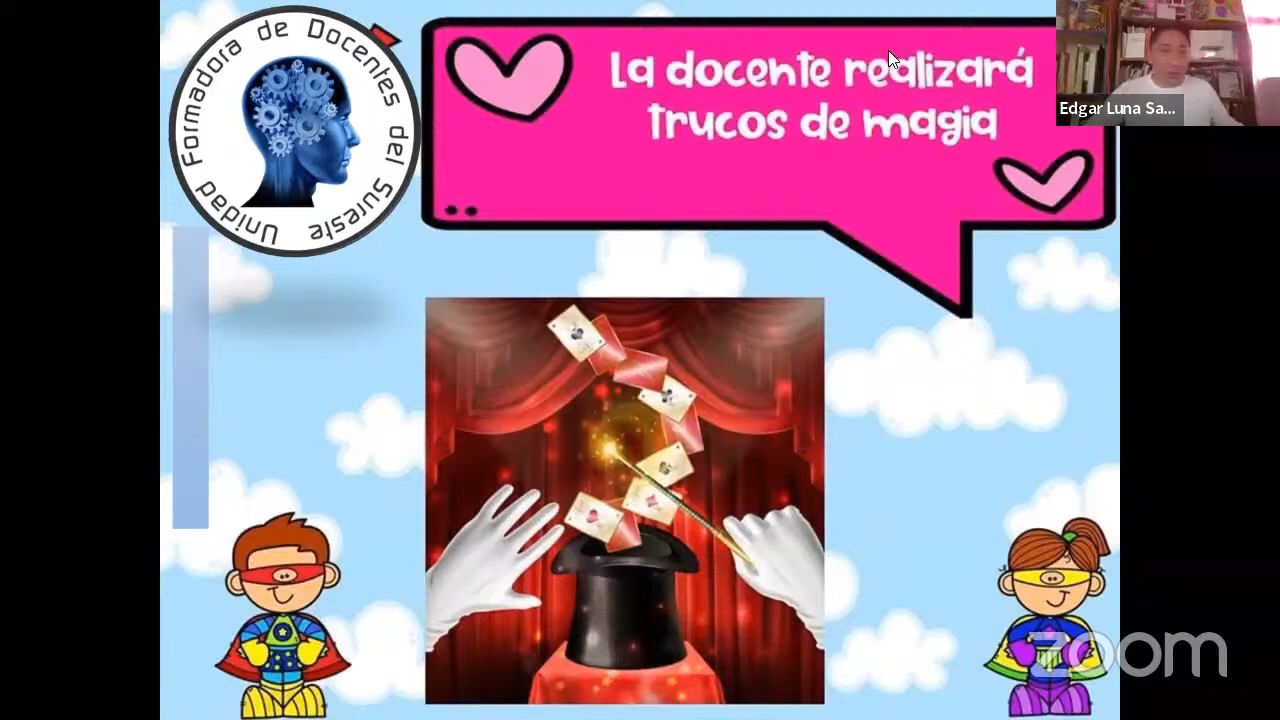 Unidad Formadora de Docentes del Sureste
La docente realizará
trucos de magia
Edgar Luna Sa...
zoom